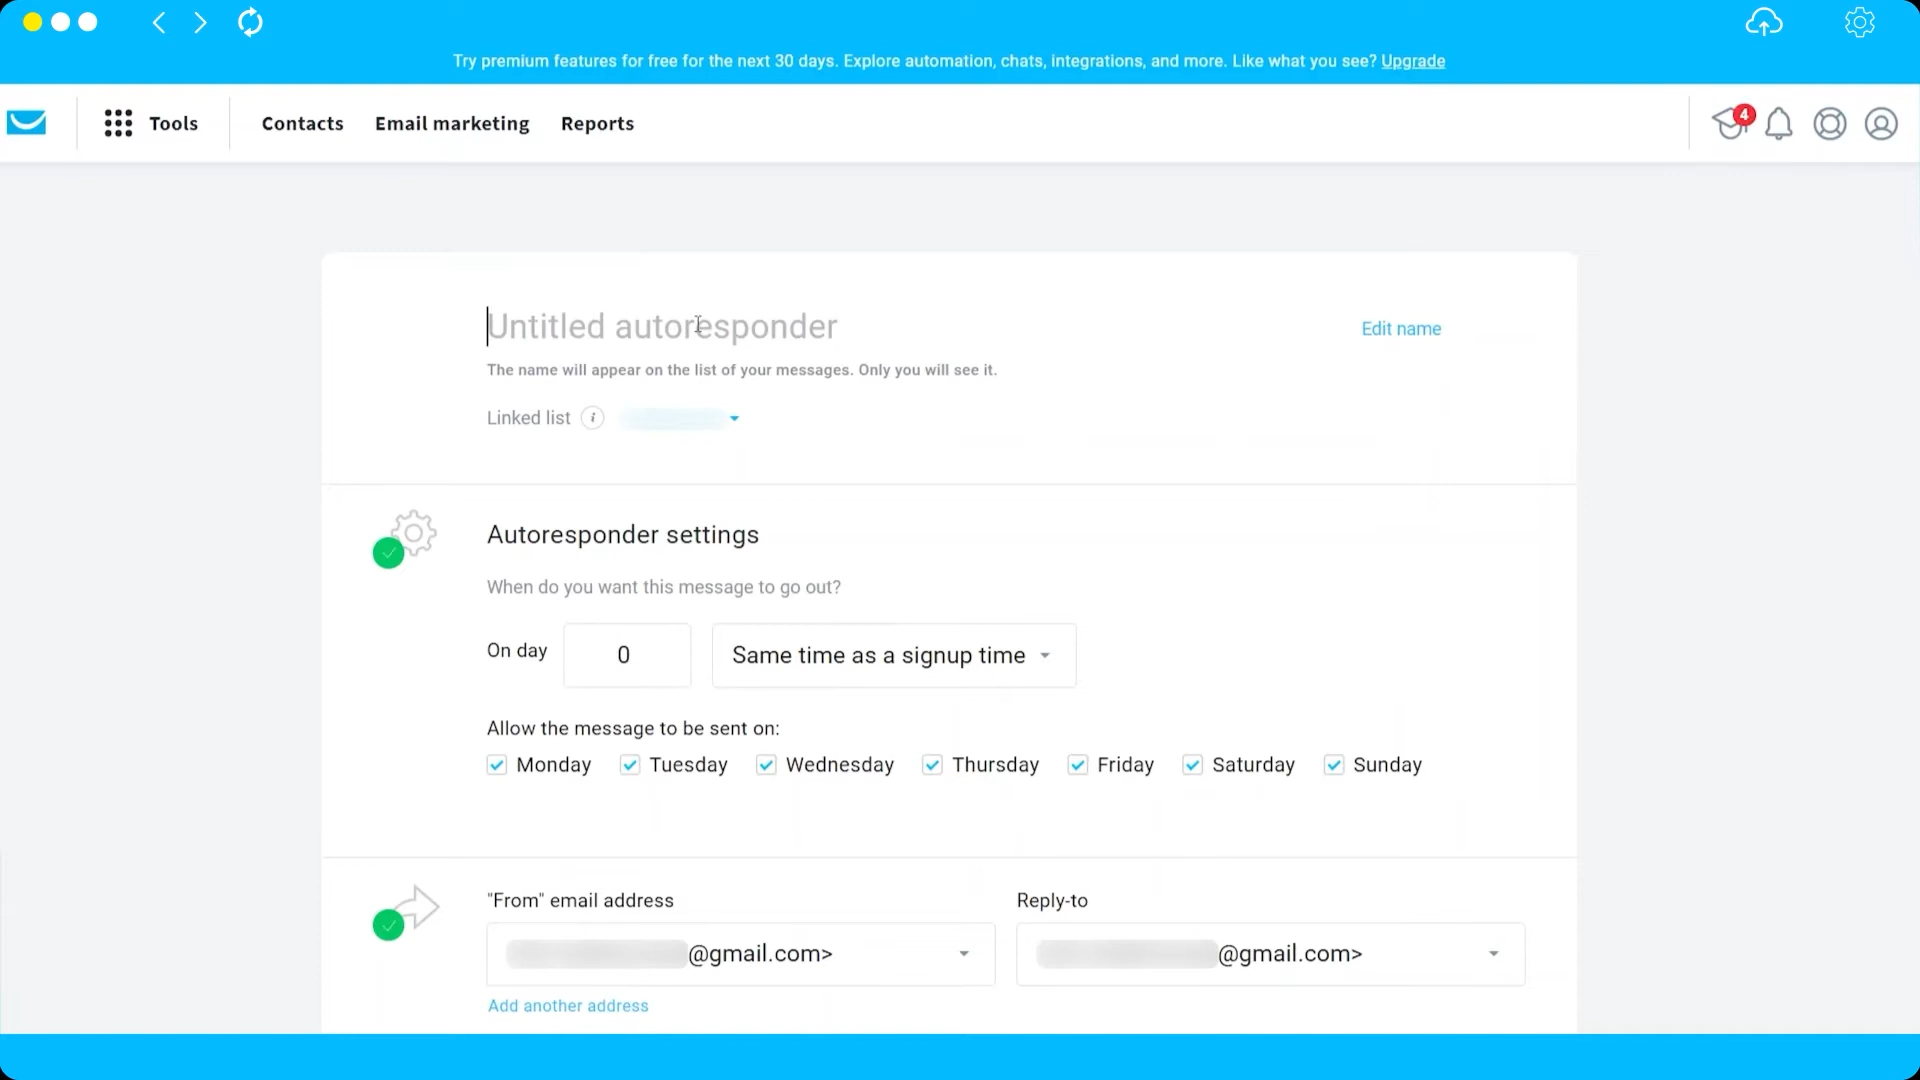 Try premium features for free for the next 30 days. Explore automation, chats, integrations, and more. Like what you see? Upgrade
Tools
Contacts
Email marketing
Reports
4
Untitled autoresponder
Edit name
The name will appear on the list of your messages. Only you will see it.
Linked list i
Autoresponder settings
When do you want this message to go out?
On day
0
Same time as a signup time
Allow the message to be sent on:
Monday Tuesday Wednesday Thursday Friday Saturday Sunday
"From" email address
Reply-to
@gmail.com>
@gmail.com>
Add another address